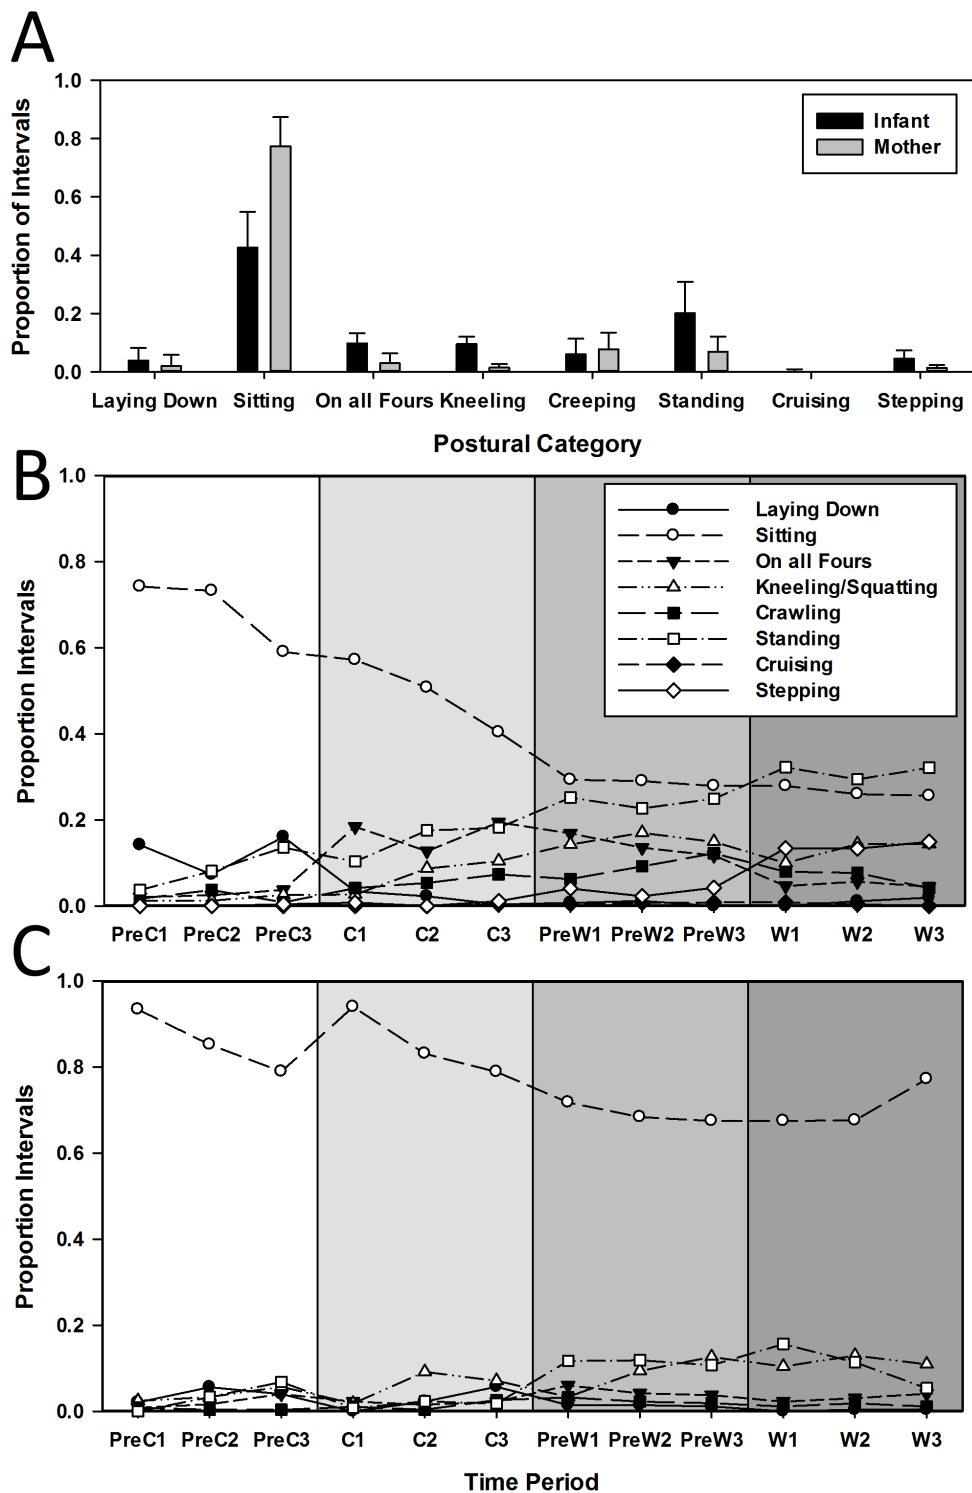 A
1.0
0.8
0.6
0.4
0.2
0.0
Proportion of Intervals
Infant
Mother
Laying Down Sitting On all Fours Kneeling Creeping Standing Cruising Stepping
Postural Category
B
1.0
0.8
0.6
0.4
0.2
0.0
Proportion Intervals
Laying Down
Sitting
On all Fours
Kneeling/Squatting
Crawling
Standing
Cruising
Stepping
PreC1 PreC2 PreC3 C1 C2 C3 PreW1 PreW2 PreW3 W1 W2 W3
C
1.0
0.8
0.6
0.4
0.2
0.0
Proportion Intervals
PreC1 PreC2 PreC3 C1 C2 C3 PreW1 PreW2 PreW3 W1 W2 W3
Time Period